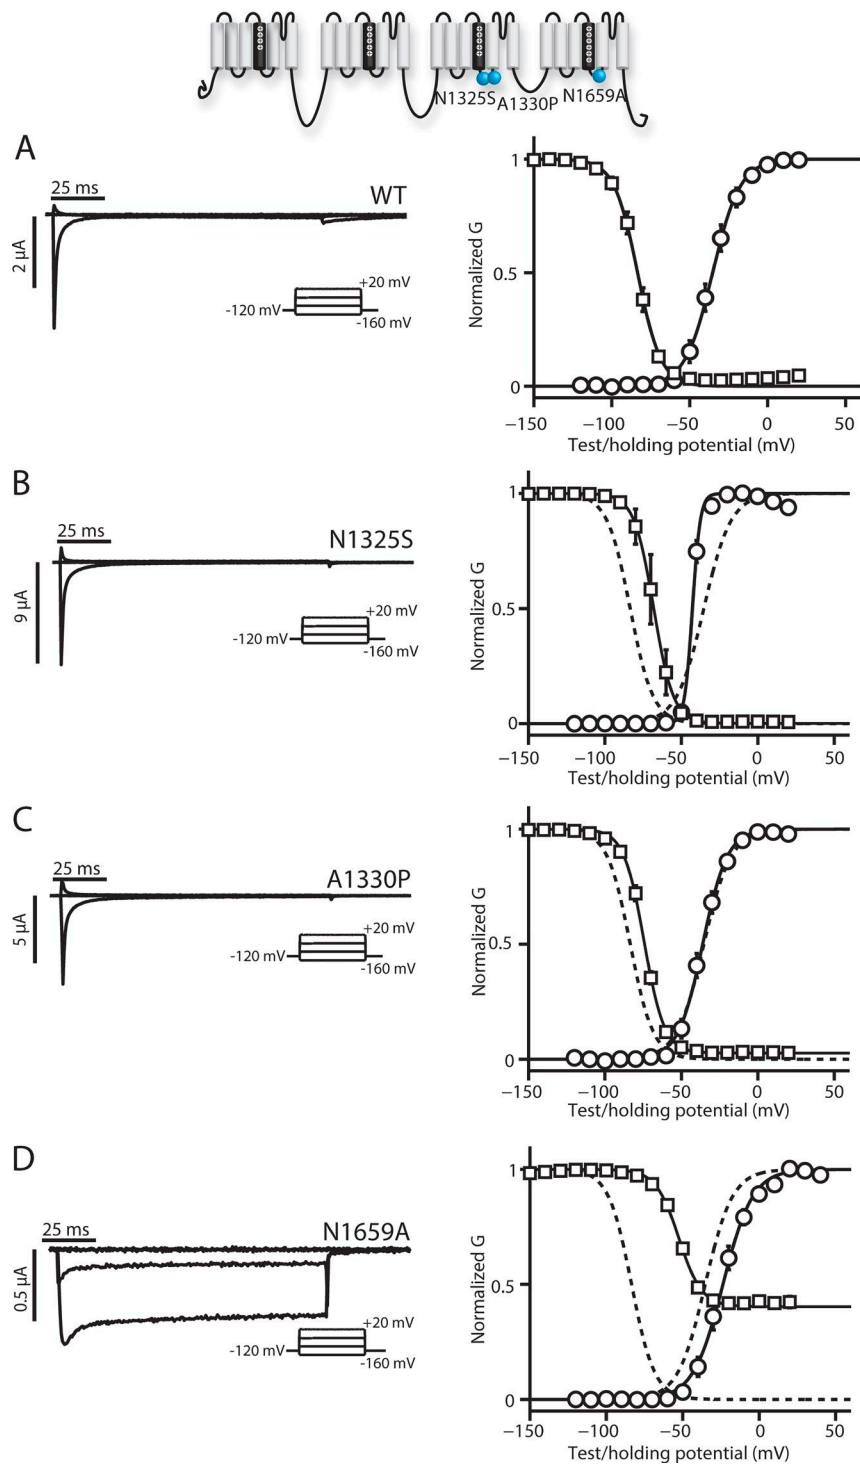 N1325S
A1330P
N1659A
A
25 ms
WT
2 µA
+20 mV
-120 mV
-160 mV
Normalized G
1
0.5
0
−150
−100
−50
0
50
Test/holding potential (mV)
B
25 ms
N1325S
9 µA
+20 mV
-120 mV
-160 mV
Normalized G
1
0.5
0
−150
−100
−50
0
50
Test/holding potential (mV)
C
25 ms
A1330P
5 µA
+20 mV
-120 mV
-160 mV
Normalized G
1
0.5
0
−150
−100
−50
0
50
Test/holding potential (mV)
D
25 ms
N1659A
0.5 µA
+20 mV
-120 mV
-160 mV
Normalized G
1
0.5
0
−150
−100
−50
0
50
Test/holding potential (mV)